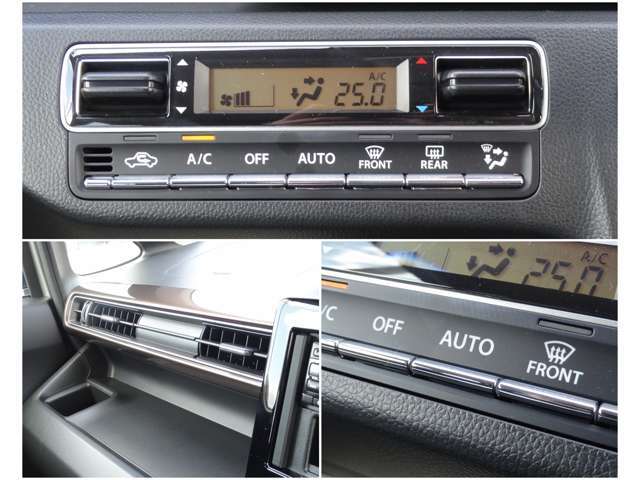 A/C
25.0
A/C OFF AUTO FRONT REAR
A/C
25.0
/C OFF AUTO FRONT